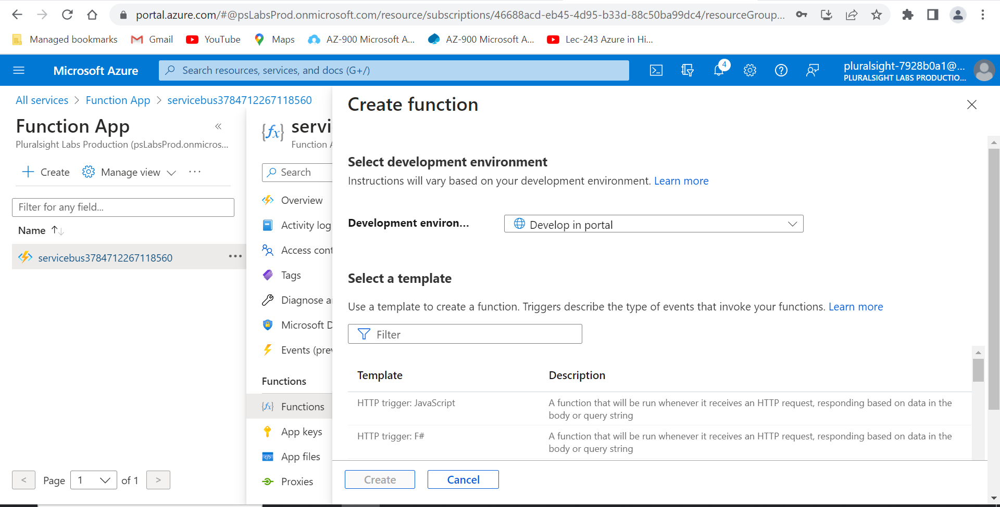 portal.azure.com/#@psLabsProd.onmicrosoft.com/resource/subscriptions/46688acd-eb45-4d95-b33d-88c50ba99dc4/resourceGroup...
Managed bookmarks Gmail YouTube Maps AZ-900 Microsoft A... AZ-900 Microsoft A... Lec-243 Azure in Hi...
Microsoft Azure
Search resources, services, and docs (G+/)
4
pluralsight-7928b0a1@...
PLURALSIGHT LABS PRODUCTIO...
All services > Function App > servicebus3784712267118560
Function App
«
Pluralsight Labs Production (psLabsProd.onmicros...
+ Create Manage view ...
Filter for any field...
Name ↑↓
servicebus3784712267118560 ...
< Page 1 of 1 >
{fx} servi
Function A
Search
Overview
Activity log
Access cont
Tags
Diagnose a
Microsoft D
Events (prev
Functions
{fx} Functions
App keys
App files
Proxies
Create function
Select development environment
Instructions will vary based on your development environment. Learn more
Development environ... Develop in portal
Select a template
Use a template to create a function. Triggers describe the type of events that invoke your functions. Learn more
Filter
Template Description
HTTP trigger: JavaScript A function that will be run whenever it receives an HTTP request, responding based on data in the
body or query string
HTTP trigger: F# A function that will be run whenever it receives an HTTP request, responding based on data in the
body or query string
Create Cancel